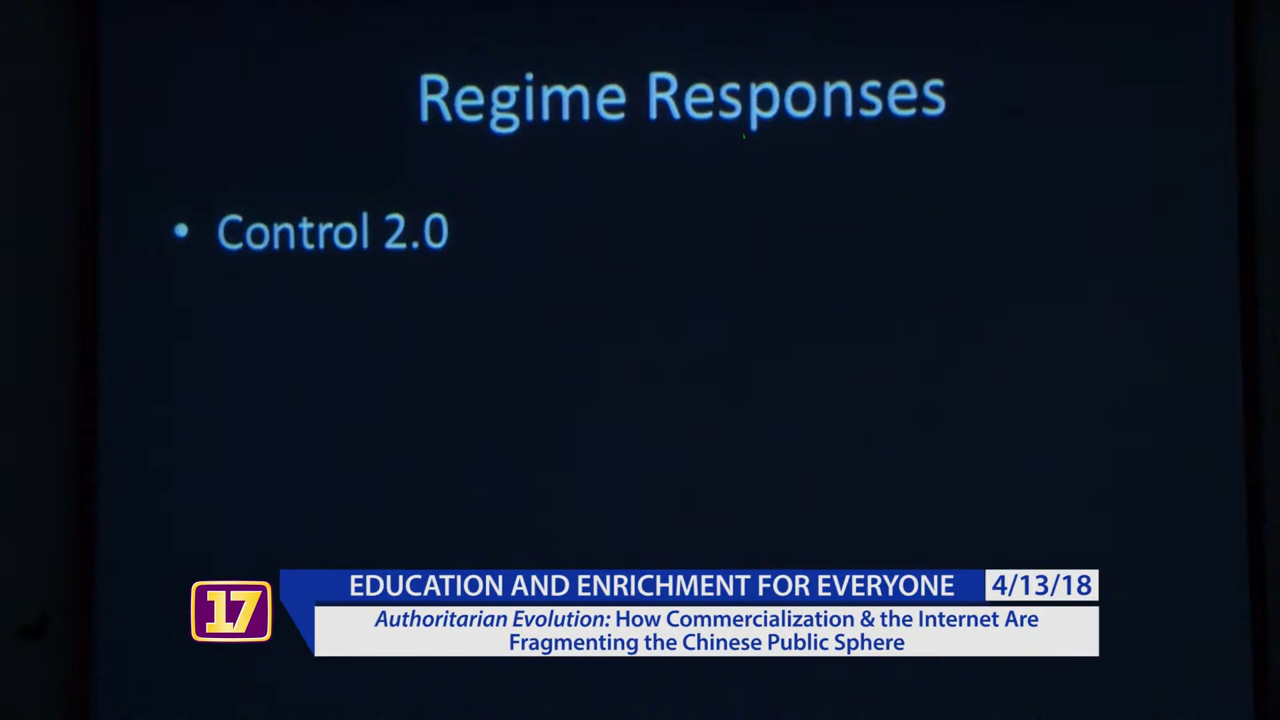 Regime Responses
• Control 2.0
EDUCATION AND ENRICHMENT FOR EVERYONE 4/13/18
17
Authoritarian Evolution: How Commercialization & the Internet Are
Fragmenting the Chinese Public Sphere